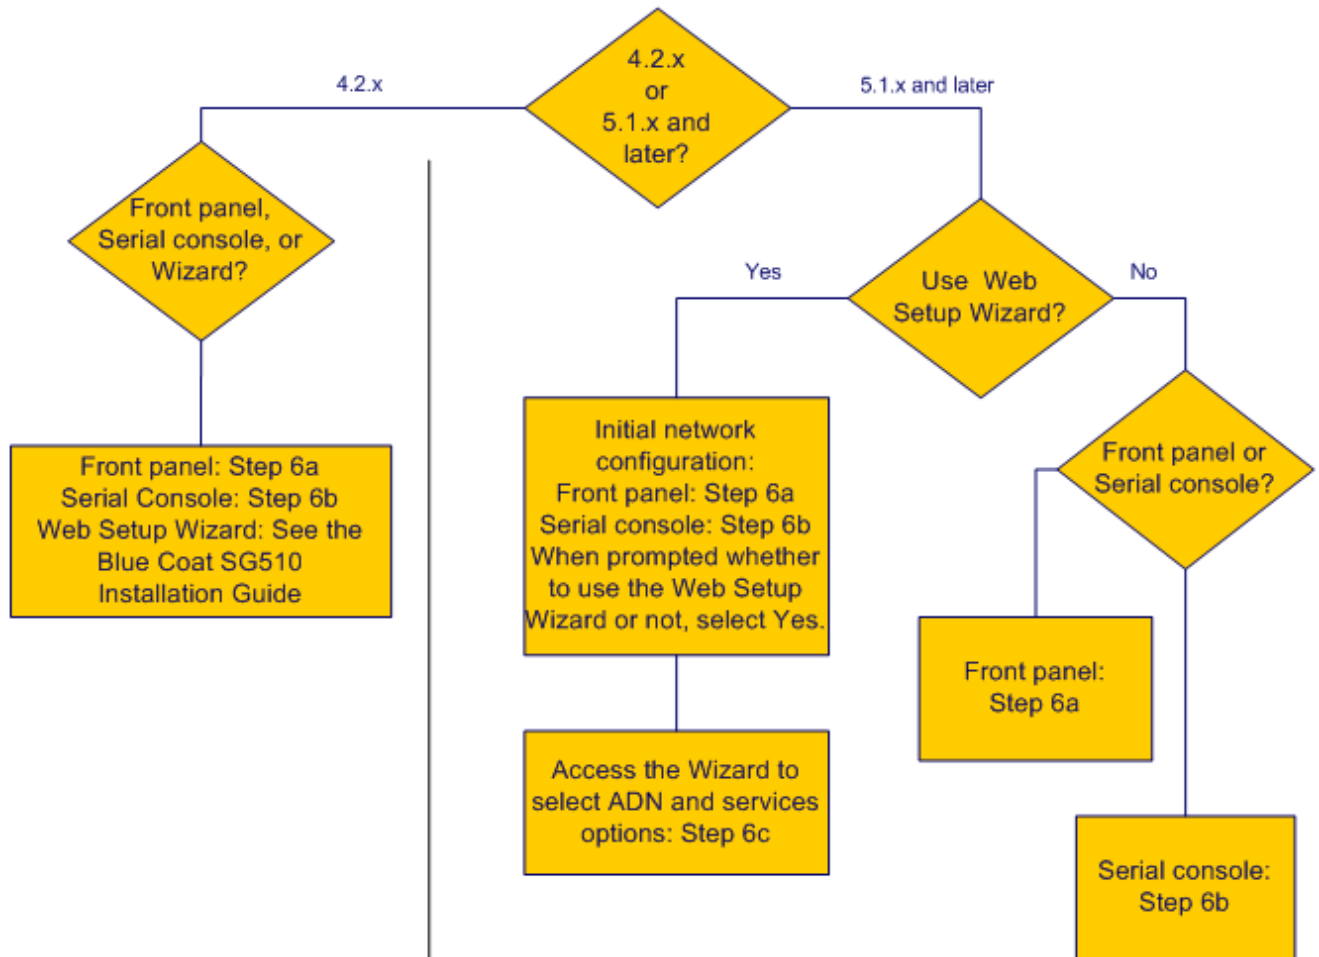 4.2.x
or
5.1.x and
later?
4.2.x
5.1.x and later
Front panel,
Serial console, or
Wizard?
Front panel: Step 6a
Serial Console: Step 6b
Web Setup Wizard: See the
Blue Coat SG510
Installation Guide
Use Web
Setup Wizard?
Yes
No
Initial network
configuration:
Front panel: Step 6a
Serial console: Step 6b
When prompted whether
to use the Web Setup
Wizard or not, select Yes.
Access the Wizard to
select ADN and services
options: Step 6c
Front panel or
Serial console?
Front panel:
Step 6a
Serial console:
Step 6b